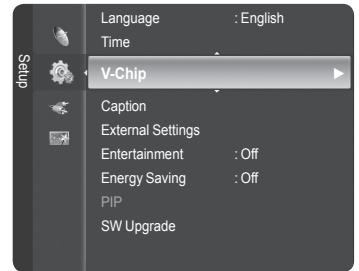 Setup
Language : English
Time
V-Chip
Caption
External Settings
Entertainment : Off
Energy Saving : Off
PIP
SW Upgrade